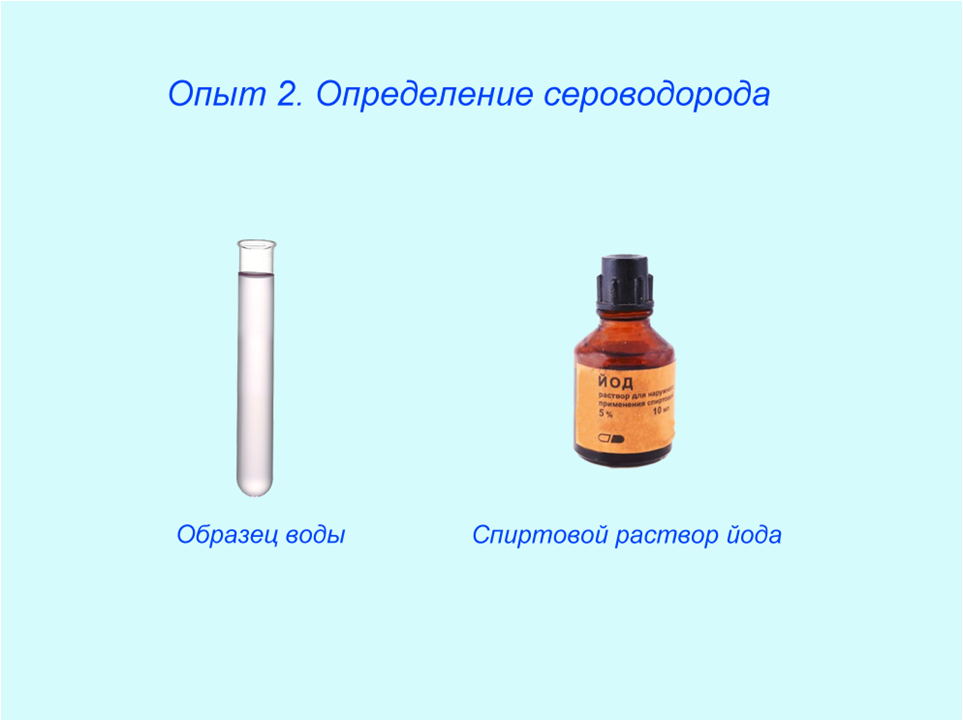 Опыт 2. Определение сероводорода
ЙОД
раствор для наружного
применения спиртовой
5 % 10 мл
Образец воды
Спиртовой раствор йода